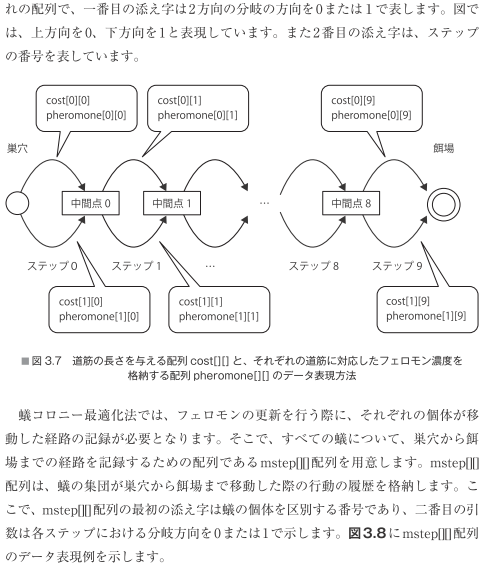 れの配列で、一番目の添え字は2方向の分岐の方向を0または1で表します。図で
は、上方向を0、下方向を1と表現しています。また2番目の添え字は、ステップ
の番号を表しています。
cost[0][0]
pheromone[0][0]
cost[0][1]
pheromone[0][1]
cost[0][9]
pheromone[0][9]
巣穴
餌場
中間点 0
中間点 1
…
中間点 8
ステップ 0
ステップ 1
…
ステップ 8
ステップ 9
cost[1][0]
pheromone[1][0]
cost[1][1]
pheromone[1][1]
cost[1][9]
pheromone[1][9]
■図 3.7　道筋の長さを与える配列 cost[][] と、それぞれの道筋に対応したフェロモン濃度を
格納する配列 pheromone[][] のデータ表現方法
蟻コロニー最適化法では、フェロモンの更新を行う際に、それぞれの個体が移
動した経路の記録が必要となります。そこで、すべての蟻について、巣穴から餌
場までの経路を記録するための配列であるmstep[][]配列を用意します。mstep[][]
配列は、蟻の集団が巣穴から餌場まで移動した際の行動の履歴を格納します。こ
こで、mstep[][]配列の最初の添え字は蟻の個体を区別する番号であり、二番目の引
数は各ステップにおける分岐方向を0または1で示します。図3.8にmstep[][]配列
のデータ表現例を示します。